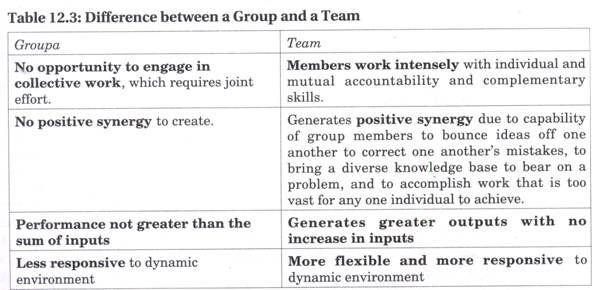 Table 12.3: Difference between a Group and a Team
Groupa
Team
No opportunity to engage in
collective work, which requires joint
effort.
Members work intensely with individual and
mutual accountability and complementary
skills.
No positive synergy to create.
Generates positive synergy due to capability
of group members to bounce ideas off one
another to correct one another's mistakes, to
bring a diverse knowledge base to bear on a
problem, and to accomplish work that is too
vast for any one individual to achieve.
Performance not greater than the
sum of inputs
Generates greater outputs with no
increase in inputs
Less responsive to dynamic
environment
More flexible and more responsive to
dynamic environment